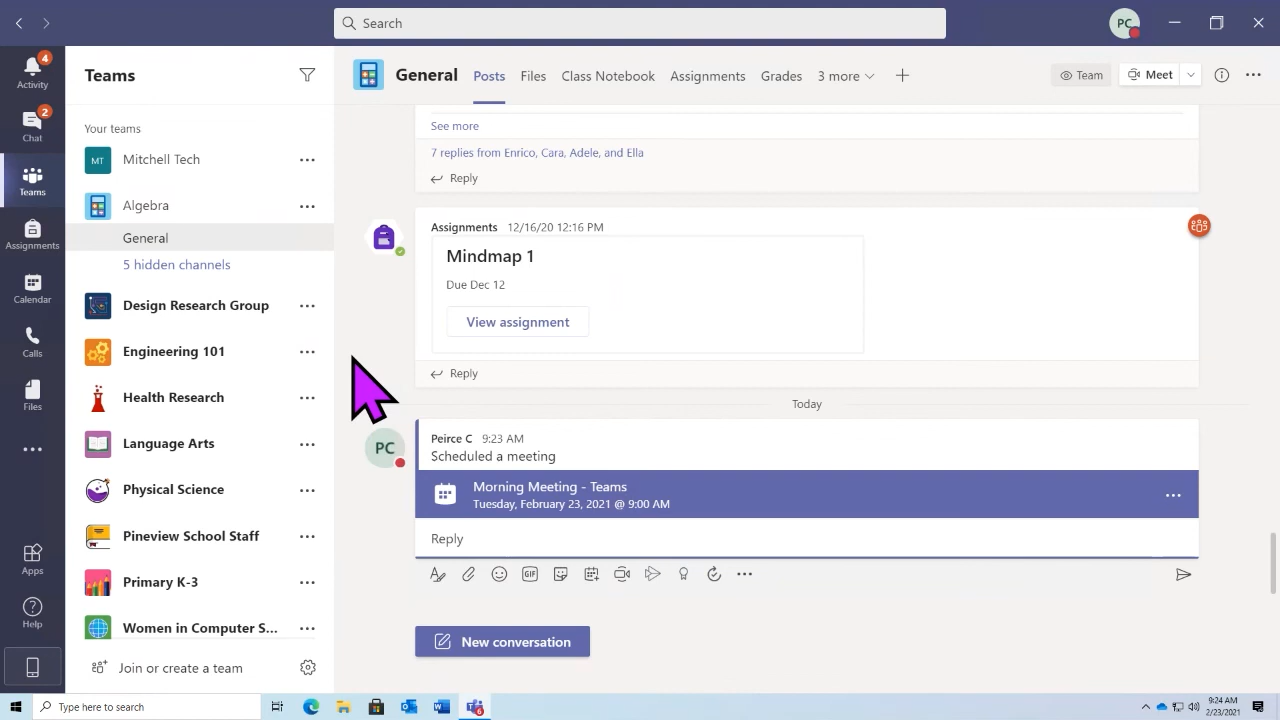 Search
PC
4
Activity
2
Chat
Teams
Assignments
Calendar
Calls
Files
Apps
Help
Teams
Your teams
MT
Mitchell Tech
Algebra
General
5 hidden channels
Design Research Group
Engineering 101
Health Research
Language Arts
Physical Science
Pineview School Staff
Primary K-3
Women in Computer S...
Join or create a team
General
Posts
Files
Class Notebook
Assignments
Grades
3 more
Team
Meet
See more
7 replies from Enrico, Cara, Adele, and Ella
Reply
Assignments 12/16/20 12:16 PM
Mindmap 1
Due Dec 12
View assignment
Reply
Today
PC
Peirce C 9:23 AM
Scheduled a meeting
Morning Meeting - Teams
Tuesday, February 23, 2021 @ 9:00 AM
Reply
GIF
New conversation
Type here to search
6
9:24 AM
2/23/2021